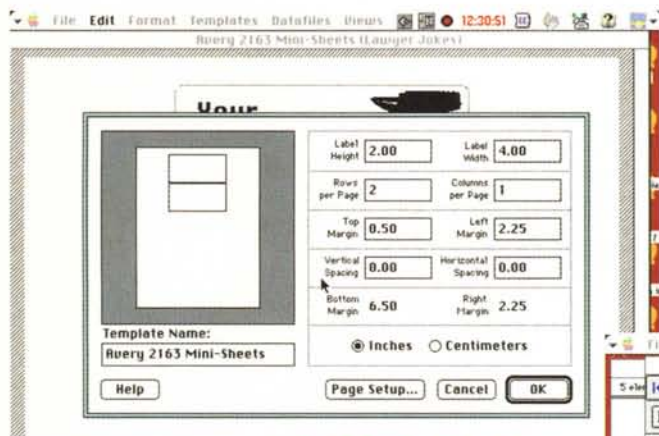 File Edit Format Templates Datafiles Views 12:30:51
Avery 2163 Mini-Sheets (Lawyer Jokes)
Your
Label Height 2.00 Label Width 4.00
Rows per Page 2 Columns per Page 1
Top Margin 0.50 Left Margin 2.25
Vertical Spacing 0.00 Horizontal Spacing 0.00
Bottom Margin 6.50 Right Margin 2.25
Template Name:
Avery 2163 Mini-Sheets
Inches Centimeters
Help Page Setup... Cancel OK